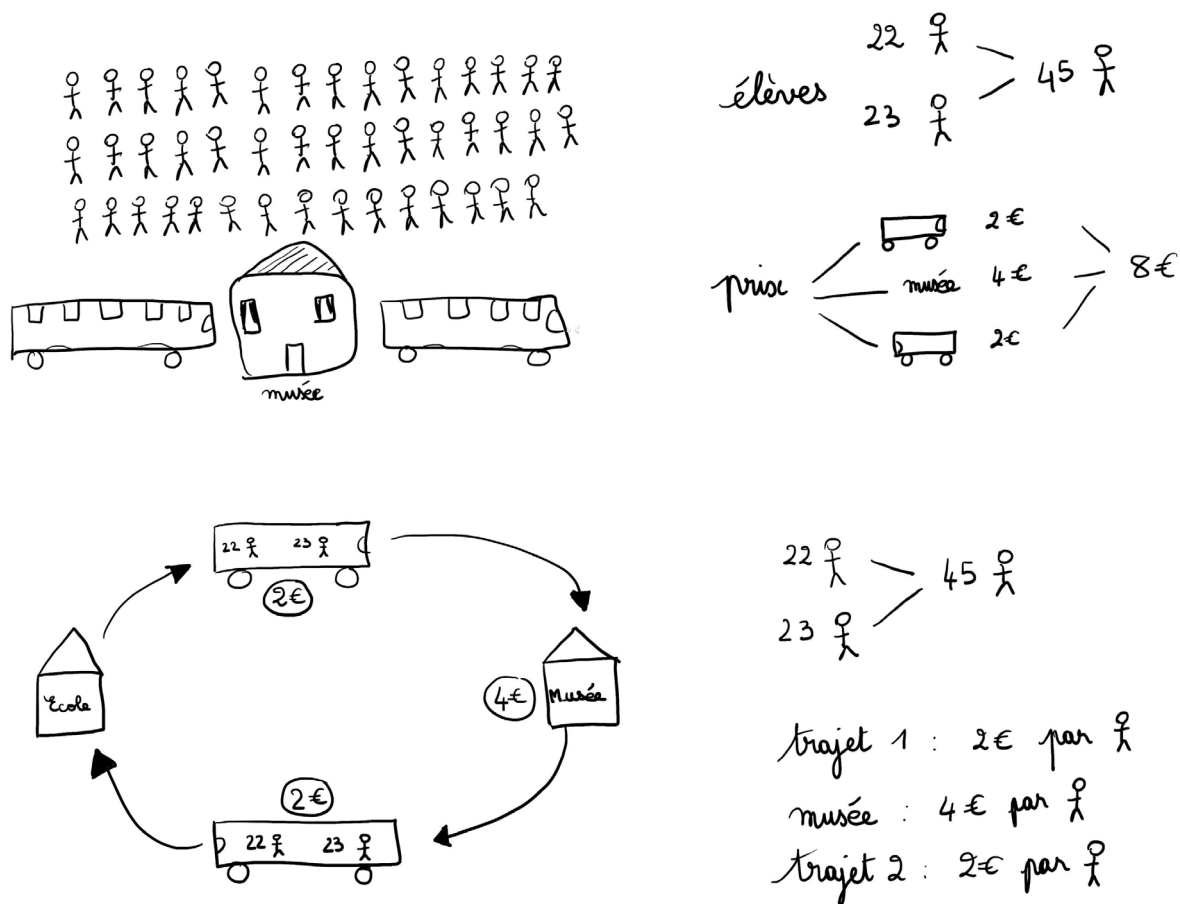 22
élèves
45
23
2€
prix
musée 4€
8€
2€
musée
22 23
2€
Ecole
4€ Musée
2€
22 23
22
45
23
trajet 1 : 2€ par
musée : 4€ par
trajet 2 : 2€ par